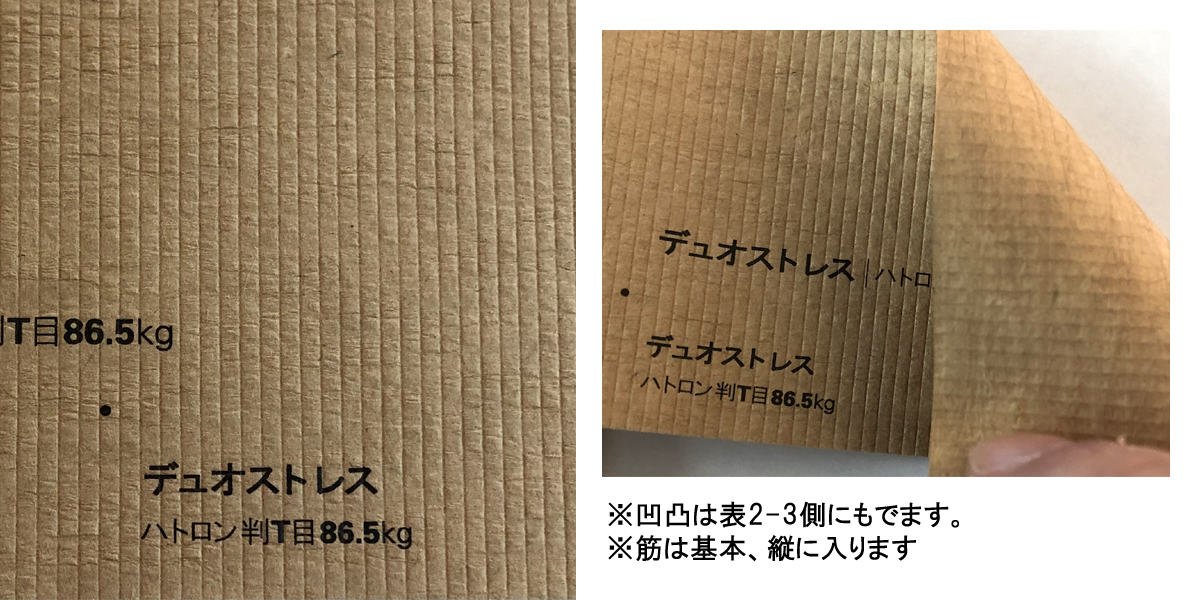 判T目86.5kg
デュオストレス
ハトロン判T目86.5kg
デュオストレス｜ハトロ
デュオストレス
ハトロン判T目86.5kg
※凹凸は表2-3側にもでます。
※筋は基本、縦に入ります